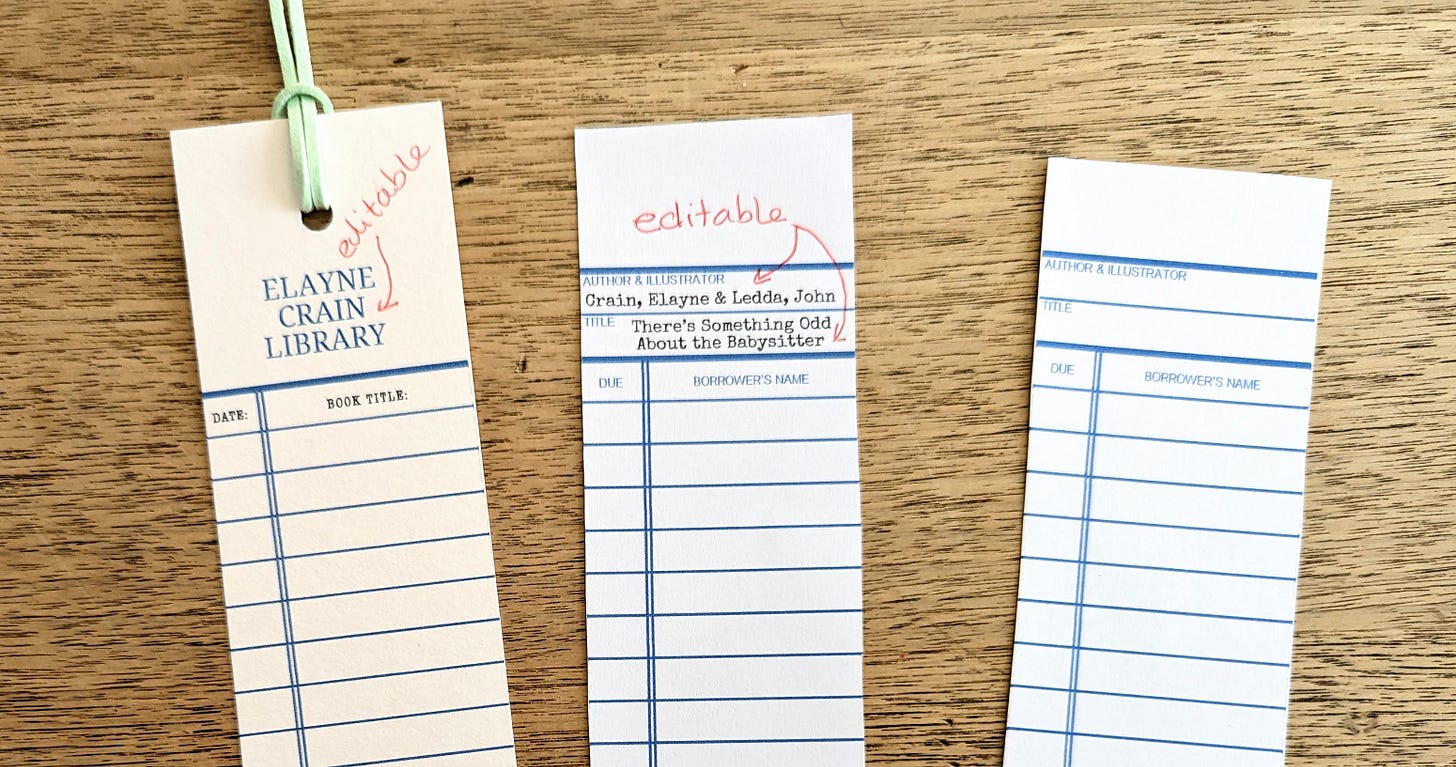 editable
ELAYNE
CRAIN
LIBRARY
DATE:
BOOK TITLE:
editable
AUTHOR & ILLUSTRATOR
Crain, Elayne & Ledda, John
TITLE
There's Something Odd
About the Babysitter
DUE
BORROWER'S NAME
AUTHOR & ILLUSTRATOR
TITLE
DUE
BORROWER'S NAME